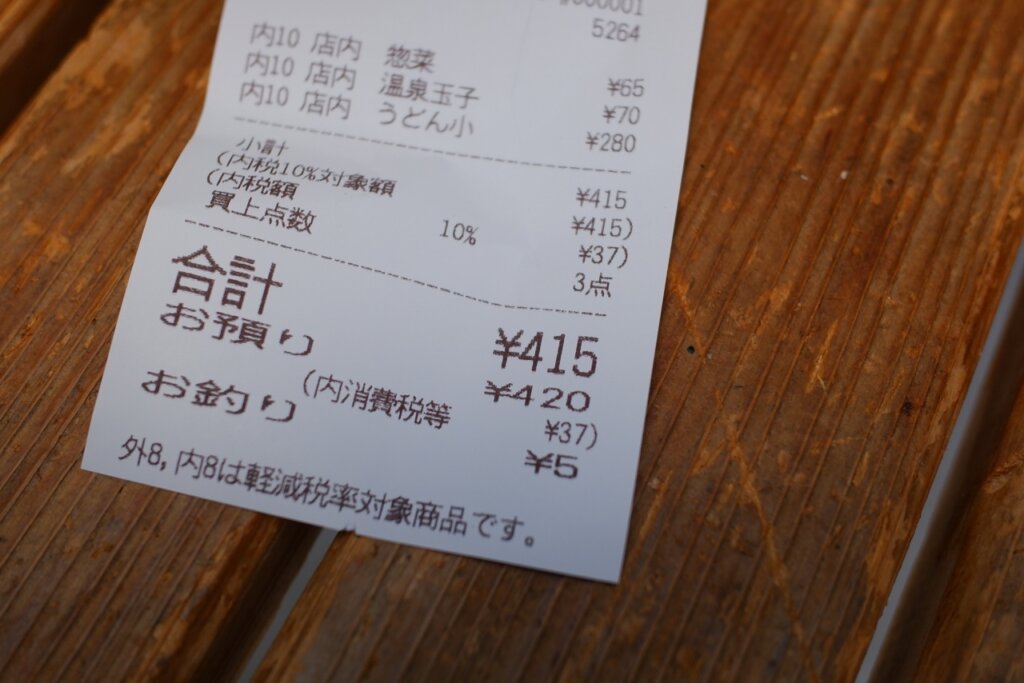 000001
5264
内10 店内 惣菜 ¥65
内10 店内 温泉玉子 ¥70
内10 店内 うどん小 ¥280
小計 ¥415
(内税10%対象額 ¥415)
(内税額 10% ¥37)
買上点数 3点
合計 ¥415
お預り ¥420
(内消費税等 ¥37)
お釣り ¥5
外8,内8は軽減税率対象商品です。